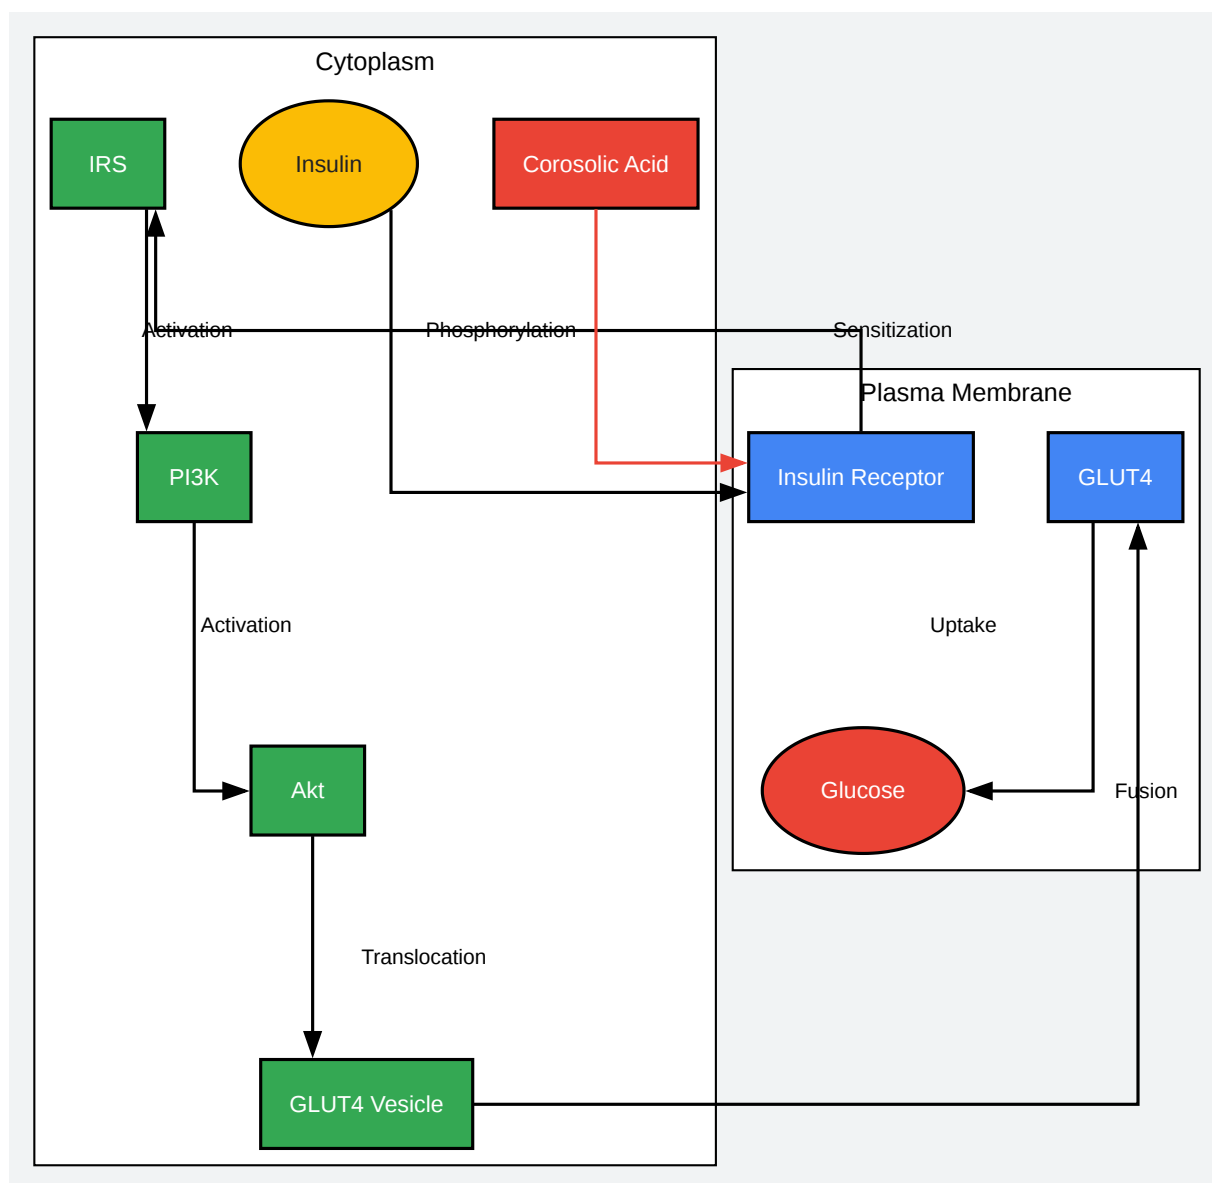 Cytoplasm
IRS
Insulin
Corosolic Acid
Activation
Phosphorylation
Sensitization
Plasma Membrane
PI3K
Insulin Receptor
GLUT4
Activation
Uptake
Akt
Glucose
Fusion
Translocation
GLUT4 Vesicle